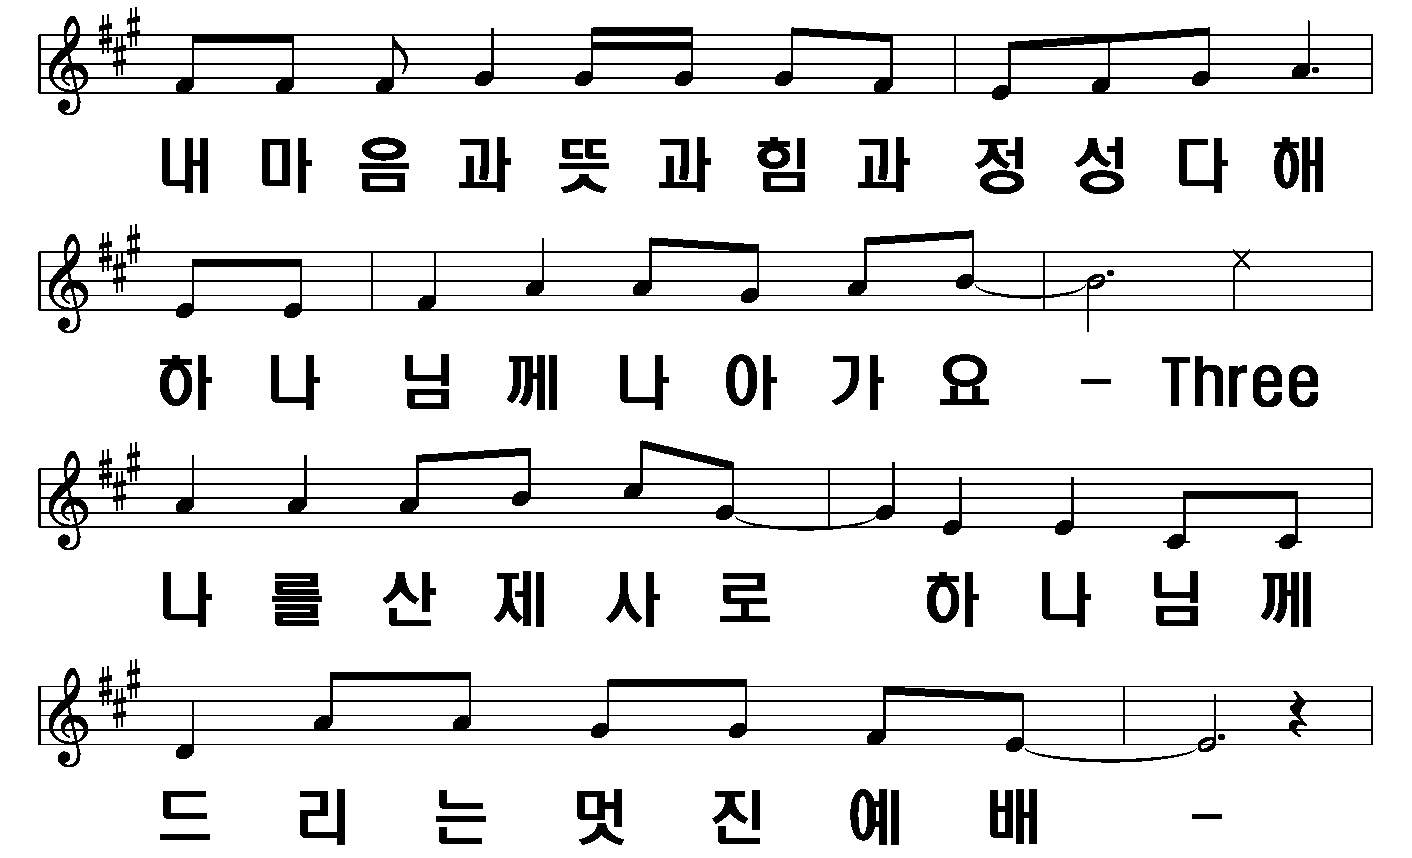 내 마 음 과 뜻 과 힘 과 정 성 다 해
하 나 님 께 나 아 가 요 - Three
나 를 산 제 사 로 하 나 님 께
드 리 는 멋 진 예 배 -